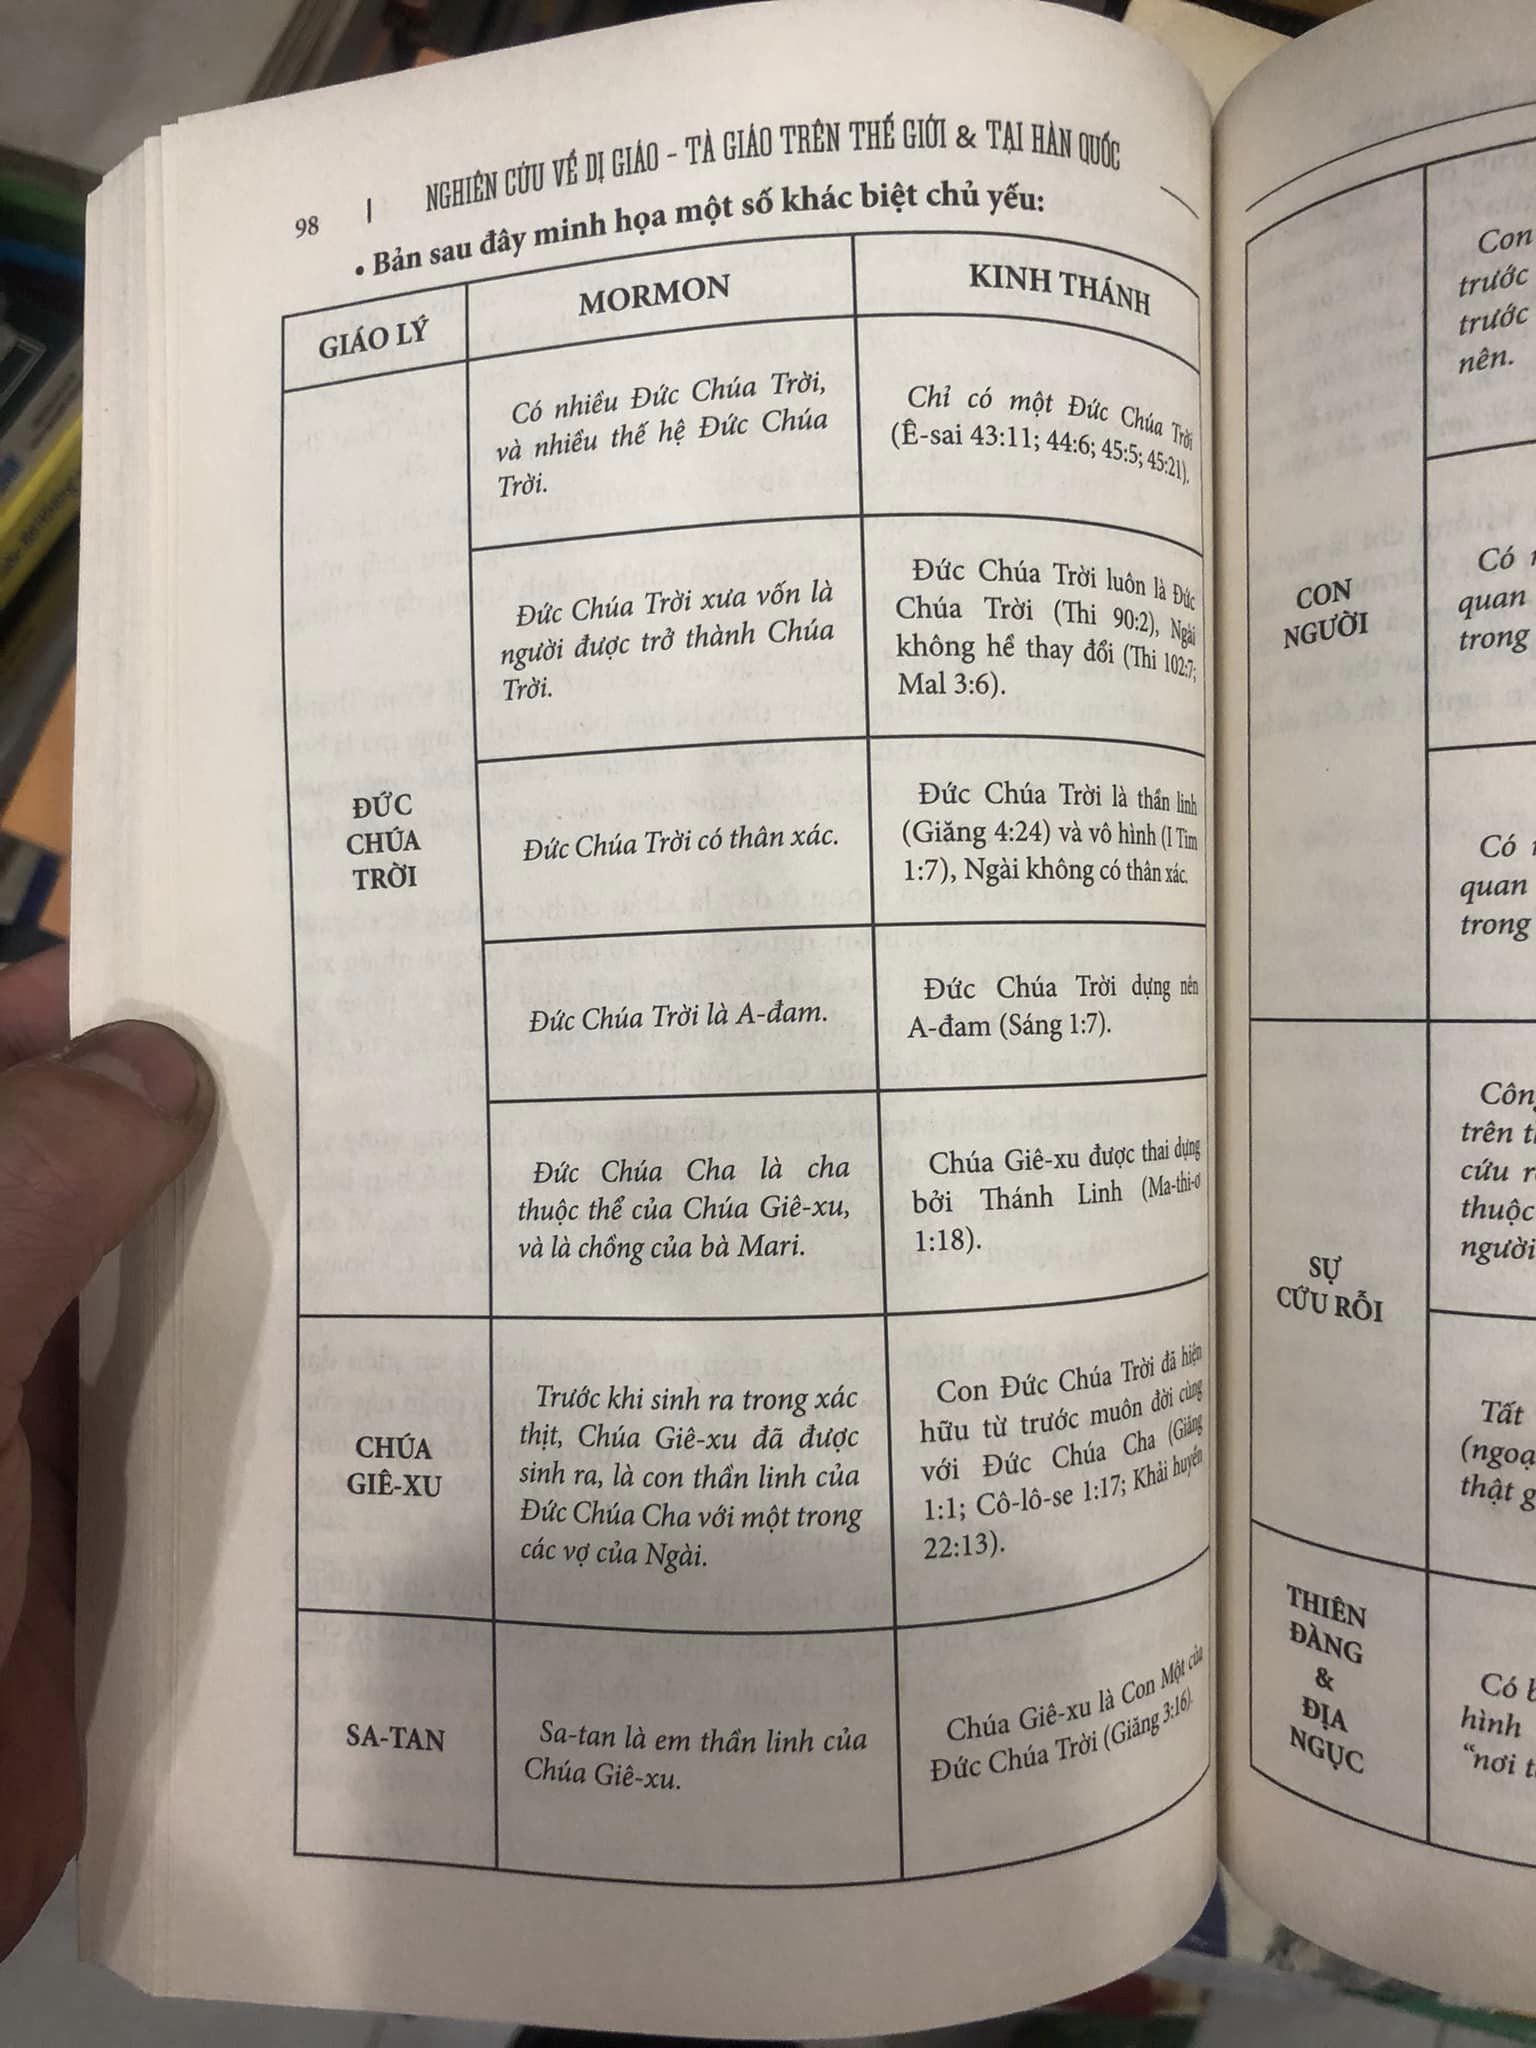 98 | NGHIÊN CỨU VỀ DỊ GIÁO - TÀ GIÁO TRÊN THẾ GIỚI & TẠI HÀN QUỐC
• Bản sau đây minh họa một số khác biệt chủ yếu:
GIÁO LÝ
MORMON
KINH THÁNH
ĐỨC
CHÚA
TRỜI
Có nhiều Đức Chúa Trời,
và nhiều thế hệ Đức Chúa
Trời.
Chỉ có một Đức Chúa Trời
(Ê-sai 43:11; 44:6; 45:5; 45:21).
Đức Chúa Trời xưa vốn là
người được trở thành Chúa
Trời.
Đức Chúa Trời luôn là Đức
Chúa Trời (Thi 90:2), Ngài
không hề thay đổi (Thi 102:7;
Mal 3:6).
Đức Chúa Trời có thân xác.
Đức Chúa Trời là thần linh
(Giăng 4:24) và vô hình (I Tim
1:7), Ngài không có thân xác.
Đức Chúa Trời là A-đam.
Đức Chúa Trời dựng nên
A-đam (Sáng 1:7).
Đức Chúa Cha là cha
thuộc thể của Chúa Giê-xu,
và là chồng của bà Mari.
Chúa Giê-xu được thai dựng
bởi Thánh Linh (Ma-thi-ơ
1:18).
CHÚA
GIÊ-XU
Trước khi sinh ra trong xác
thịt, Chúa Giê-xu đã được
sinh ra, là con thần linh của
Đức Chúa Cha với một trong
các vợ của Ngài.
Con Đức Chúa Trời đã hiện
hữu từ trước muôn đời cùng
với Đức Chúa Cha (Giăng
1:1; Cô-lô-se 1:17; Khải huyền
22:13).
SA-TAN
Sa-tan là em thần linh của
Chúa Giê-xu.
Chúa Giê-xu là Con Một của
Đức Chúa Trời (Giăng 3:16).
CON
NGƯỜI
Con
trước
trước
nên.
Có
quan
trong
Có
quan
trong
SỰ
CỨU RỖI
trên
cứu
thuộc
người
Tất
thật
THIÊN
ĐÀNG
&
ĐỊA
NGỤC
Có
hình
"nơi